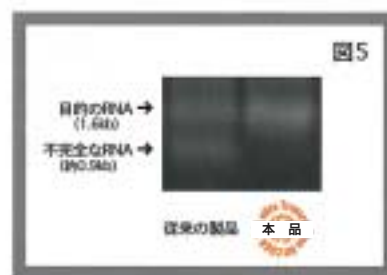 図5
目的のRNA →
(1.6kb)
不完全なRNA →
(約0.9kb)
従来の製品
本 品